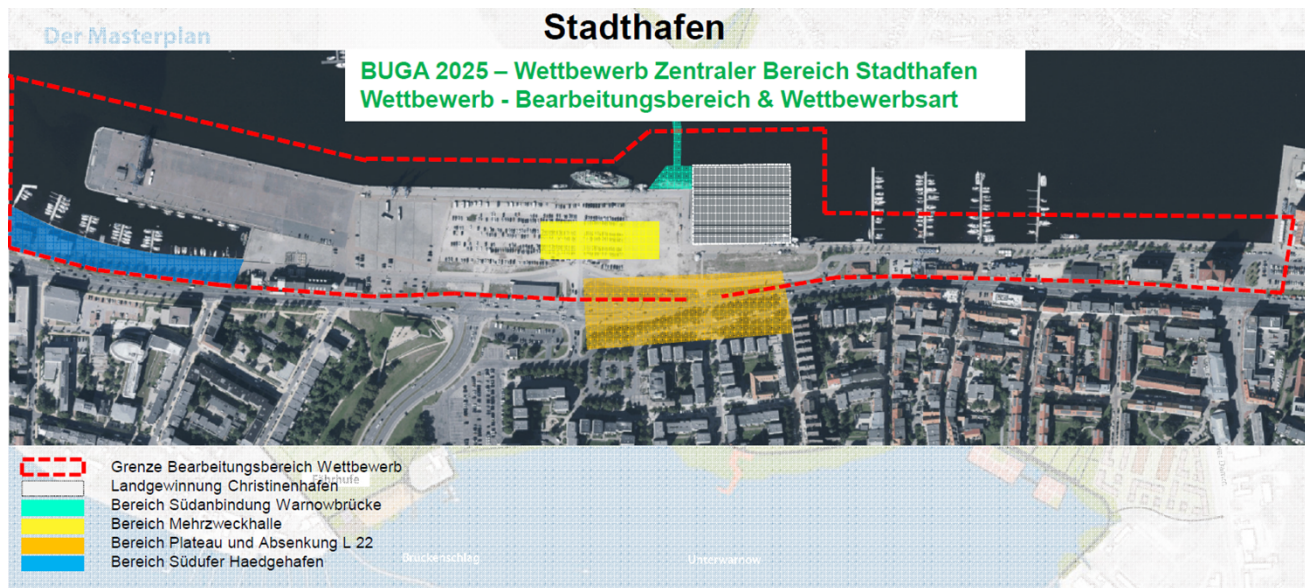 Stadthafen
Der Masterplan
BUGA 2025 – Wettbewerb Zentraler Bereich Stadthafen
Wettbewerb - Bearbeitungsbereich & Wettbewerbsart
Grenze Bearbeitungsbereich Wettbewerb
Fährhufe
Landgewinnung Christinenhafen
Bereich Südanbindung Warnowbrücke
Bereich Mehrzweckhalle
Bereich Plateau und Absenkung L 22
Bereich Südufer Haedgehafen
Brückenschlag
Unterwarnow